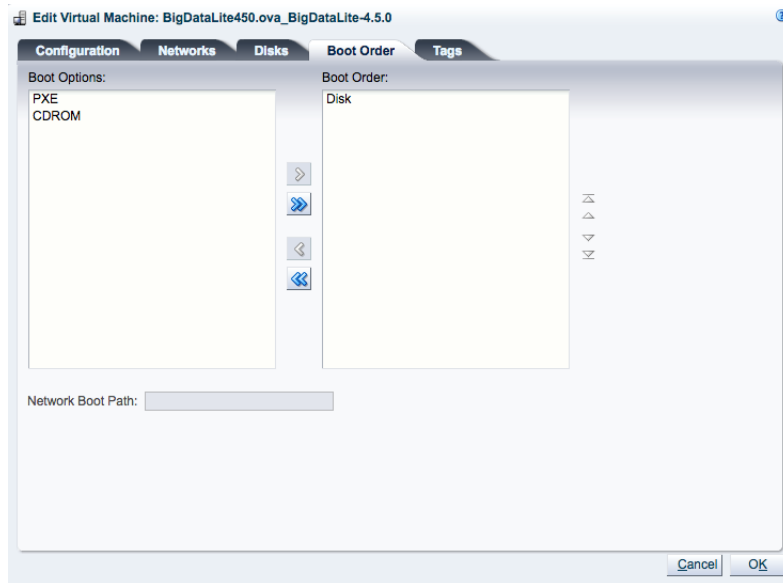 Edit Virtual Machine: BigDataLite450.ova_BigDataLite-4.5.0
Configuration Networks Disks Boot Order Tags
Boot Options: Boot Order:
PXE Disk
CDROM
Network Boot Path:
Cancel OK